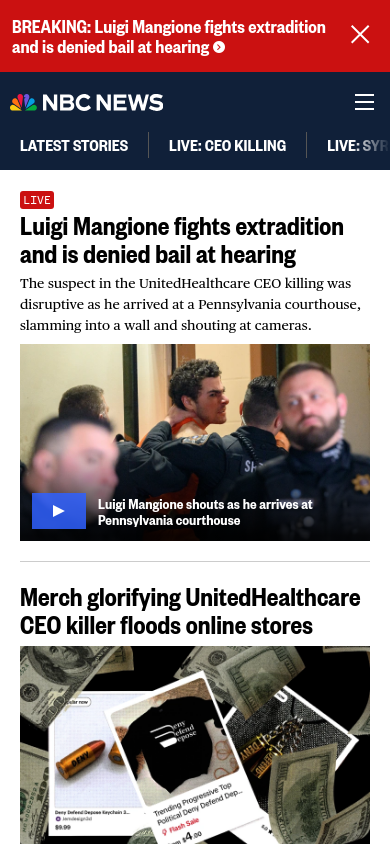 BREAKING: Luigi Mangione fights extradition
and is denied bail at hearing
NBC NEWS
LATEST STORIES
LIVE: CEO KILLING
LIVE: SYR
LIVE
Luigi Mangione fights extradition
and is denied bail at hearing
The suspect in the UnitedHealthcare CEO killing was
disruptive as he arrived at a Pennsylvania courthouse,
slamming into a wall and shouting at cameras.
SH
Luigi Mangione shouts as he arrives at
Pennsylvania courthouse
Merch glorifying UnitedHealthcare
CEO killer floods online stores
DENY
Deny
Defend
Depose
Deny Defend Depose Keychain 3...
$9.99
Trending Progressive Top
Political Deny Defend Dep...
Flash Sale
$4.00